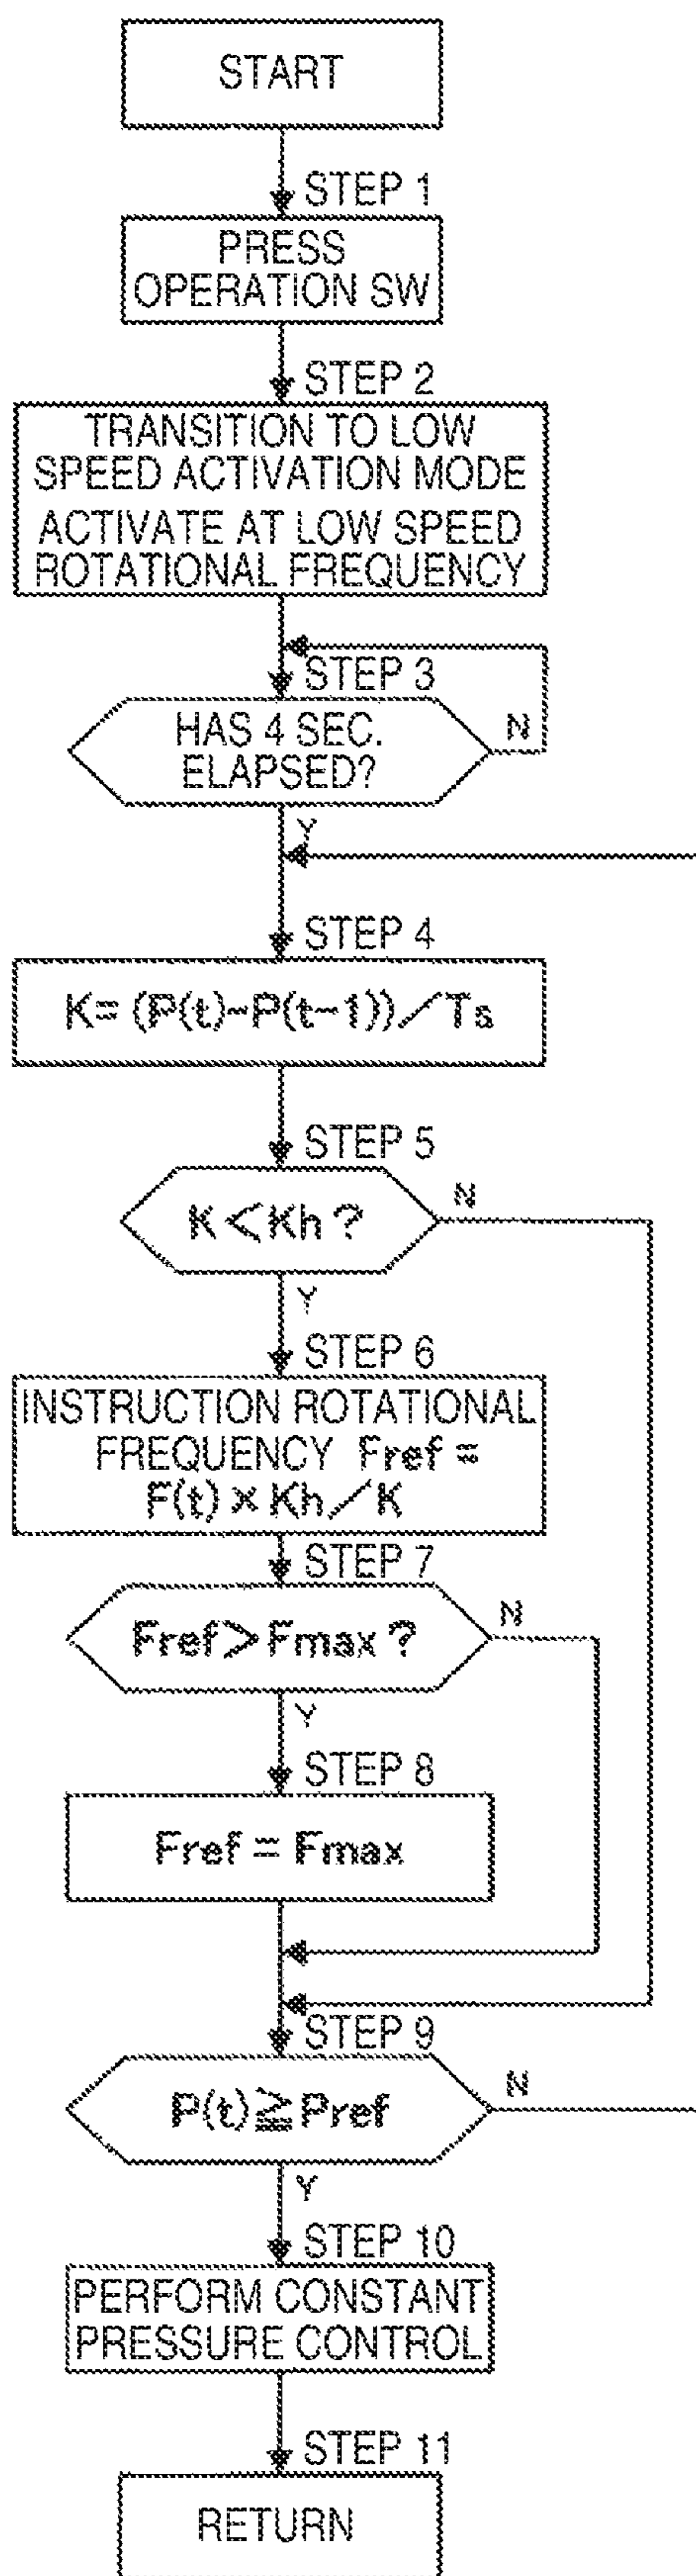 START
STEP 1
PRESS
OPERATION SW
STEP 2
TRANSITION TO LOW
SPEED ACTIVATION MODE
ACTIVATE AT LOW SPEED
ROTATIONAL FREQUENCY
STEP 3
HAS 4 SEC.
ELAPSED?
N
Y
STEP 4
K= (P(t)-P(t-1))／Ts
STEP 5
K＜Kh ?
N
Y
STEP 6
INSTRUCTION ROTATIONAL
FREQUENCY Fref =
F(t) × Kh／K
STEP 7
Fref＞Fmax ?
N
Y
STEP 8
Fref = Fmax
STEP 9
P(t)≧Pref
N
Y
STEP 10
PERFORM CONSTANT
PRESSURE CONTROL
STEP 11
RETURN